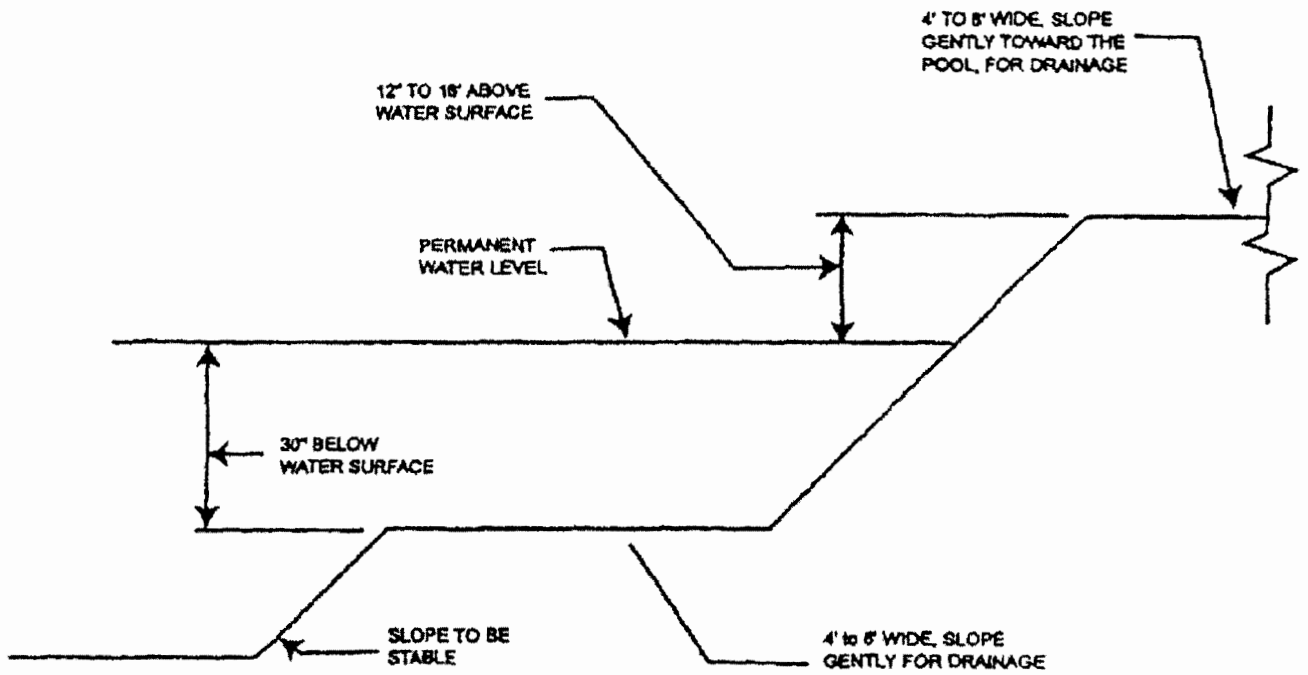 4' TO 8' WIDE, SLOPE
GENTLY TOWARD THE
POOL, FOR DRAINAGE
12" TO 18" ABOVE
WATER SURFACE
PERMANENT
WATER LEVEL
30" BELOW
WATER SURFACE
SLOPE TO BE
STABLE
4' to WIDE, SLOPE
GENTLY FOR DRAINAGE